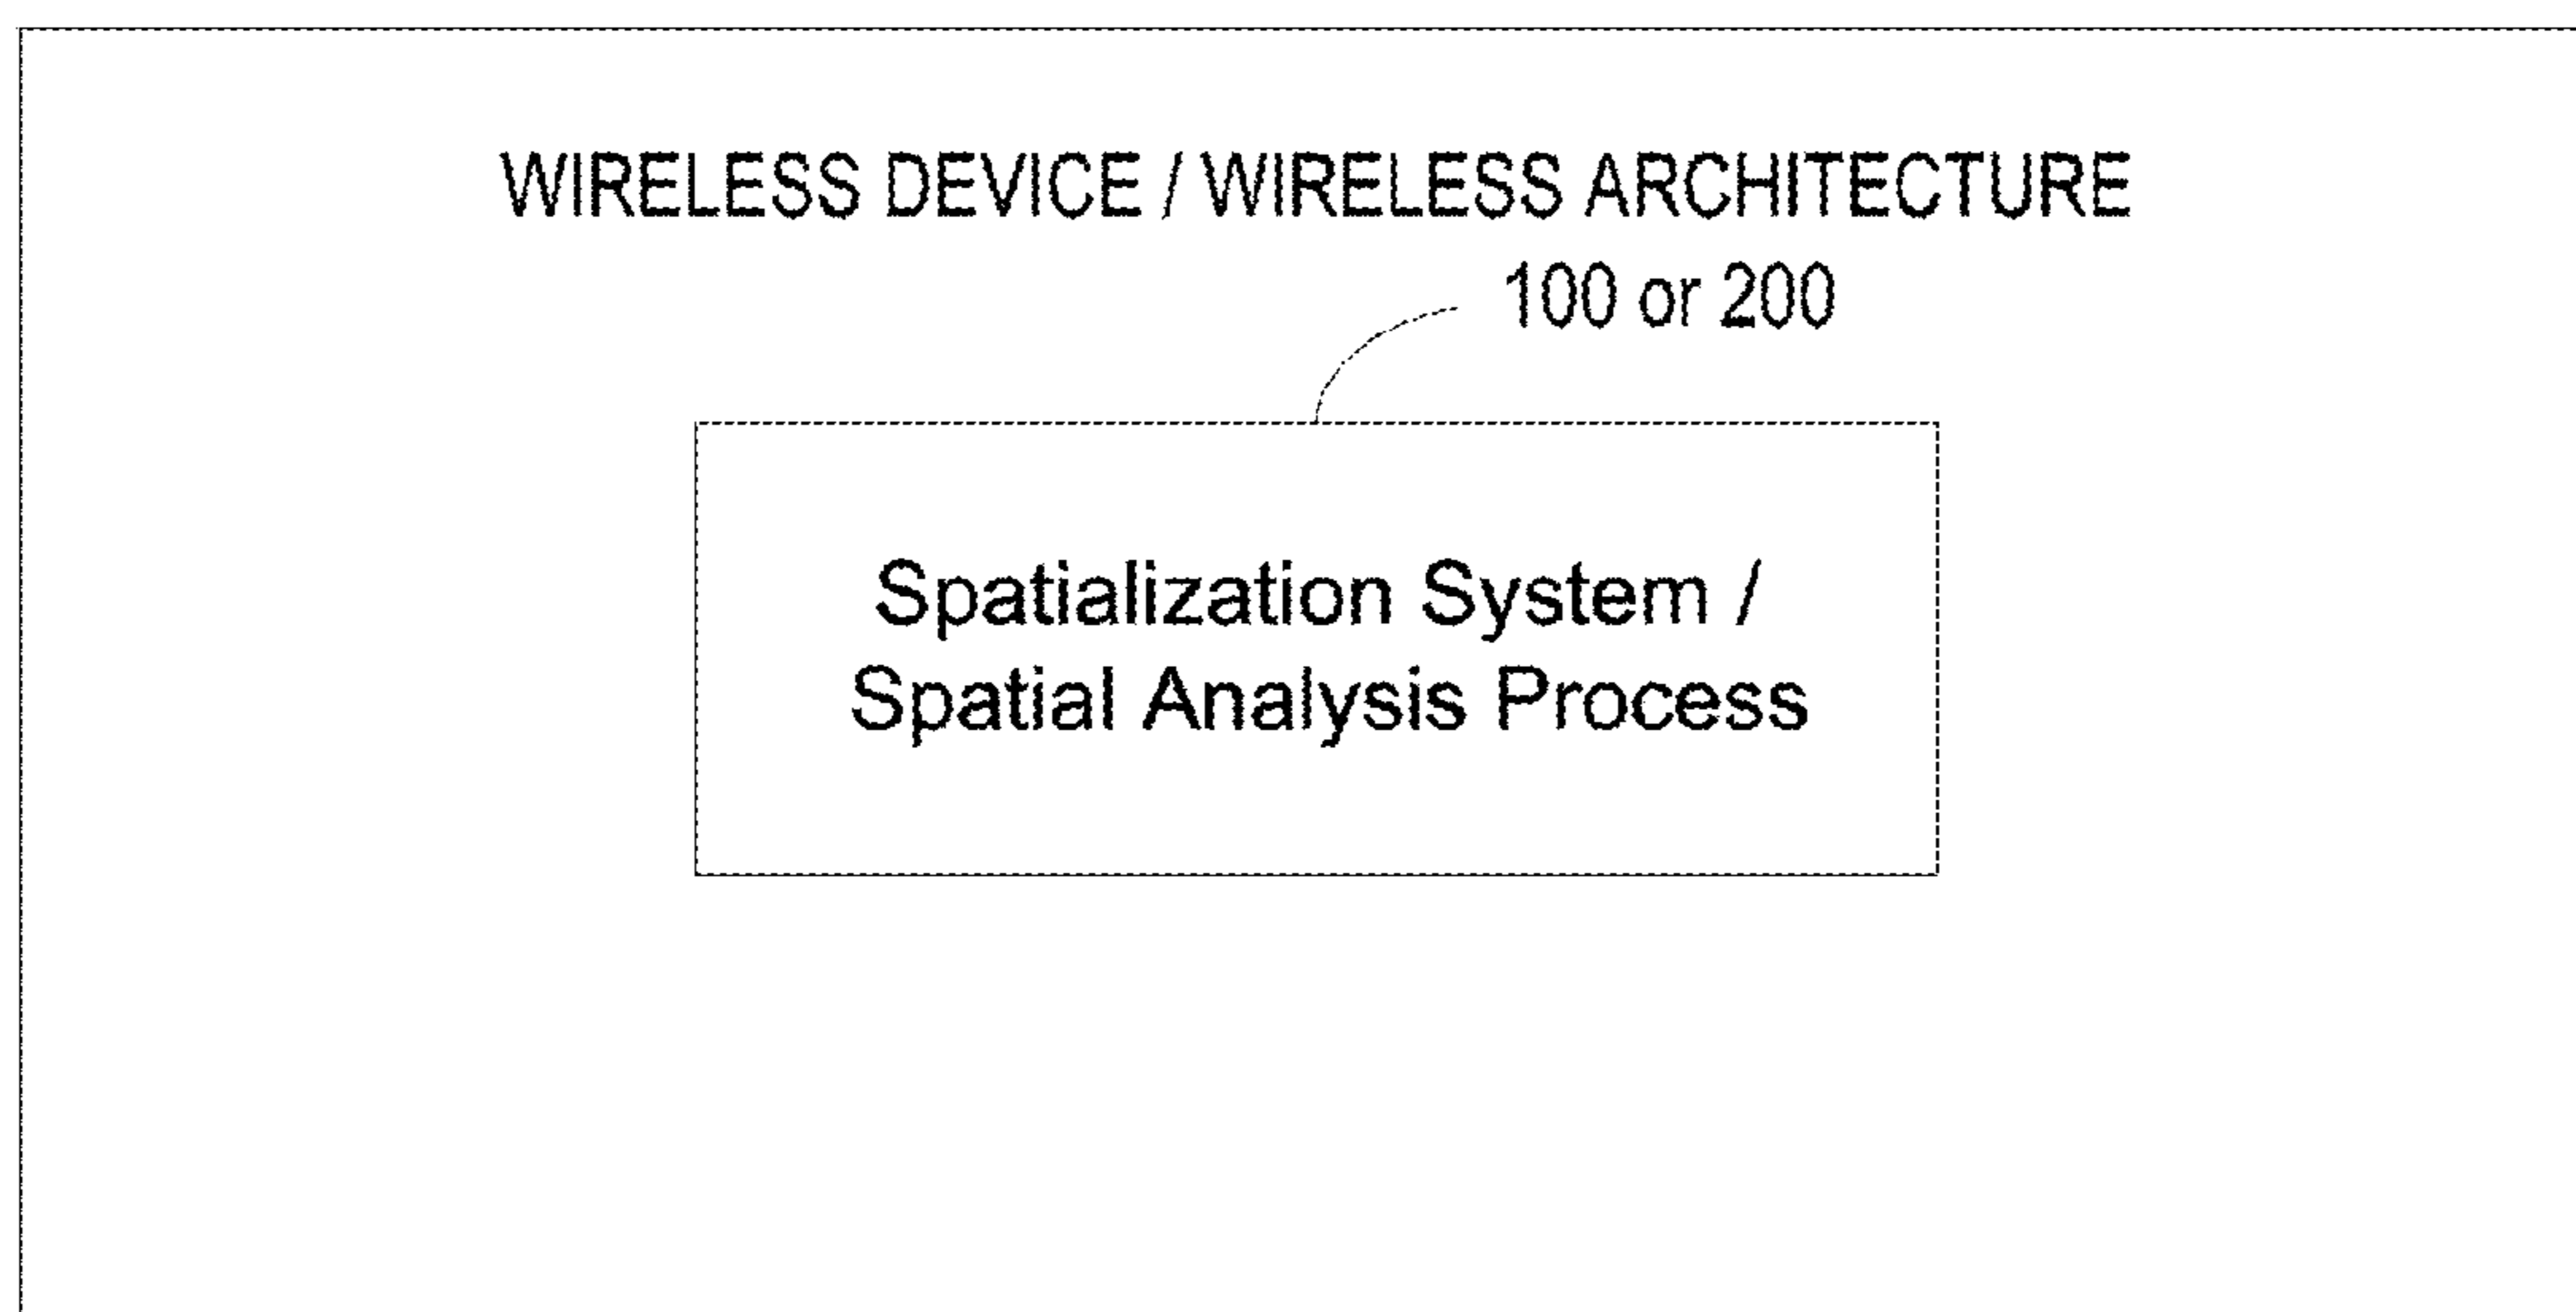 WIRELESS DEVICE / WIRELESS ARCHITECTURE
100 or 200
Spatialization System /
Spatial Analysis Process